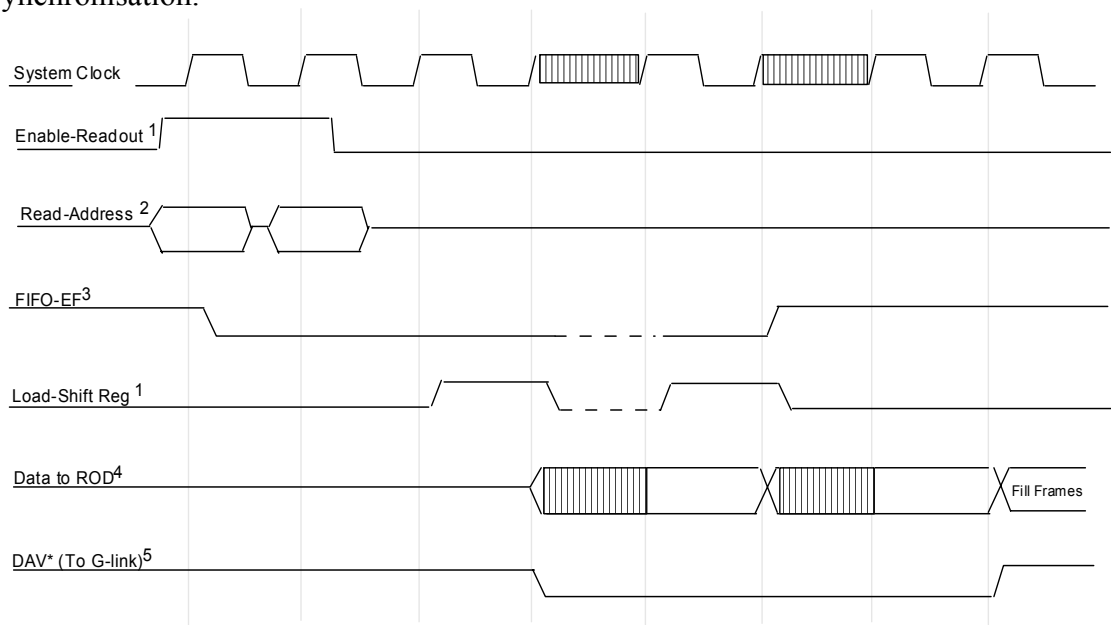 ynchronisation.
System Clock
Enable-Readout 1
Read-Address 2
FIFO-EF3
Load-Shift Reg 1
Data to ROD4
Fill Frames
DAV* (To G-link)5